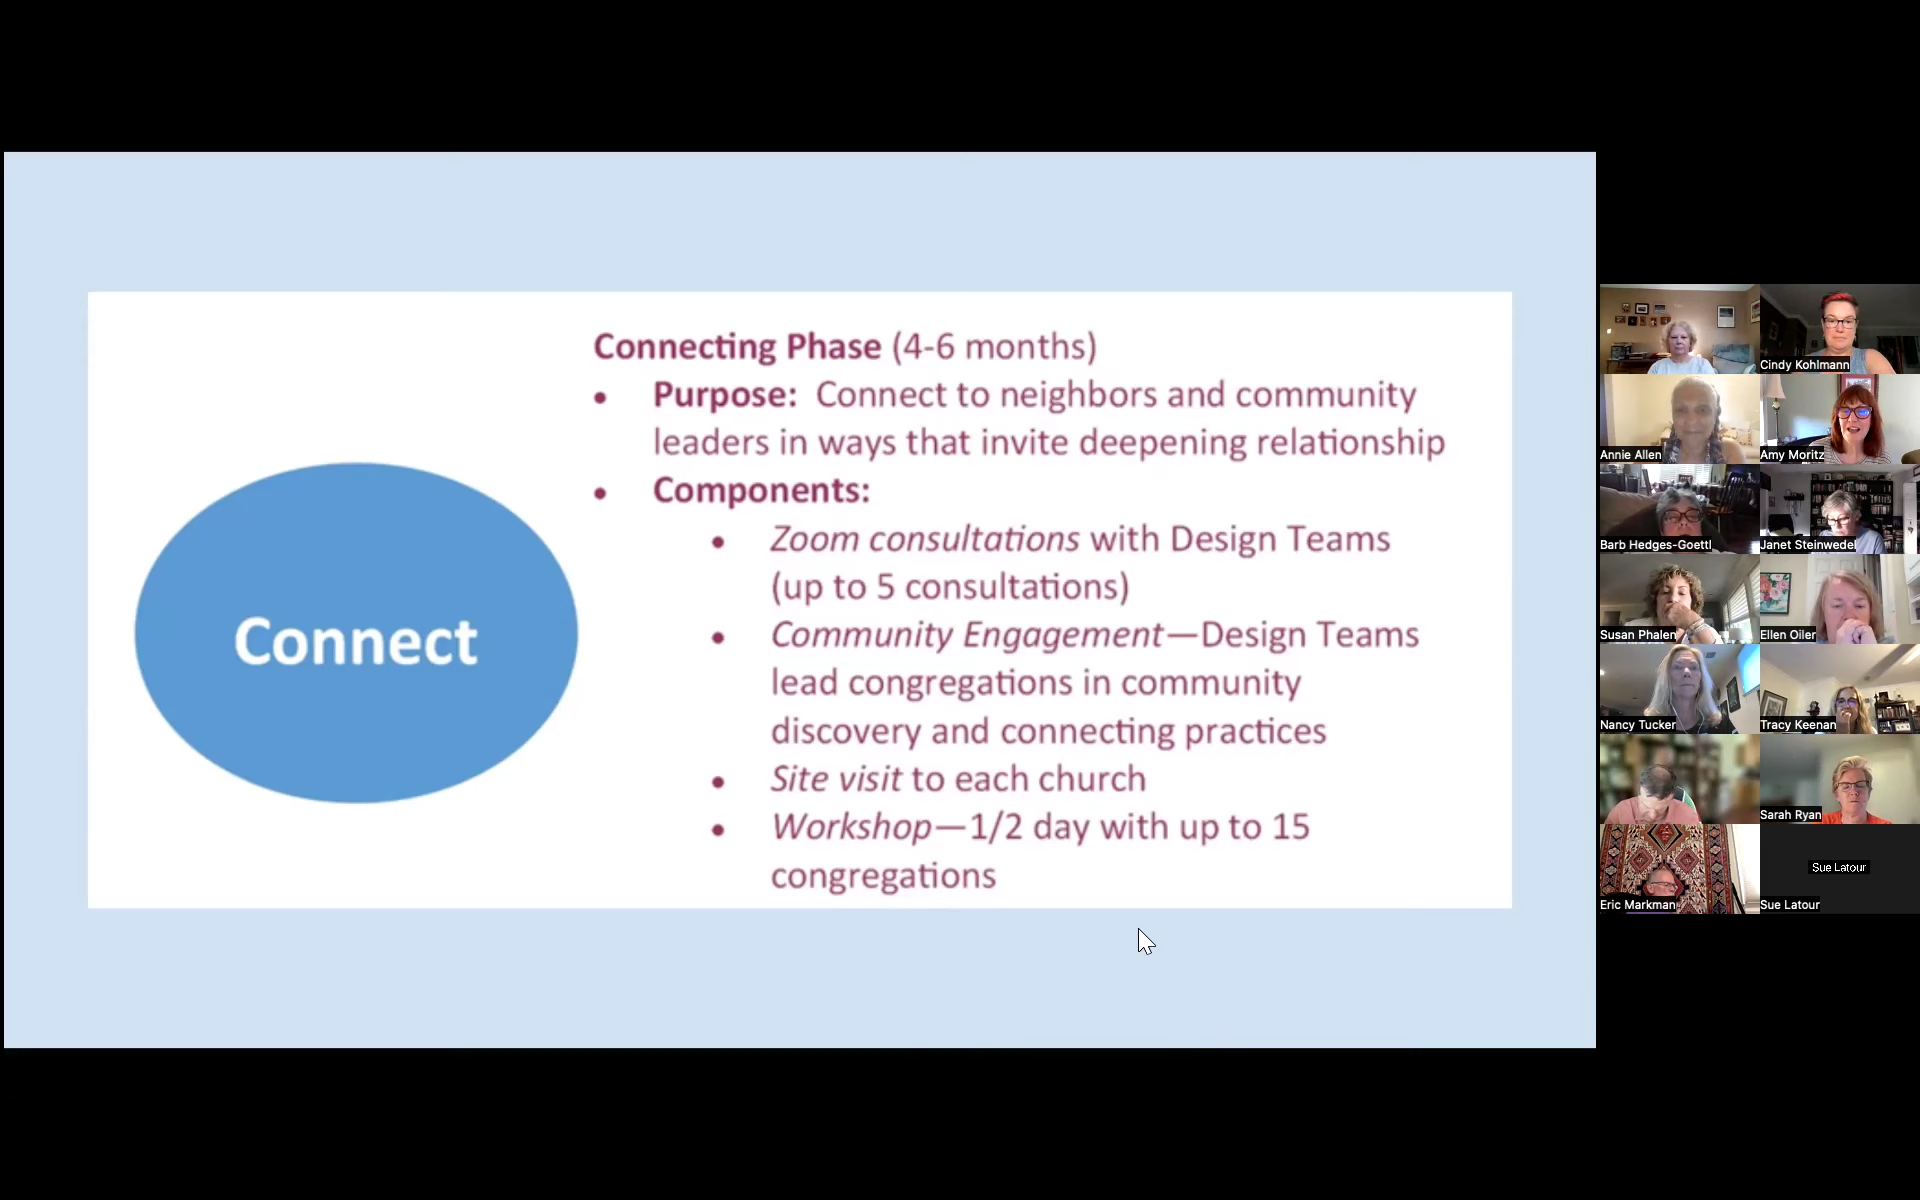 Connect
Connecting Phase (4-6 months)
• Purpose: Connect to neighbors and community
leaders in ways that invite deepening relationship
• Components:
• Zoom consultations with Design Teams
(up to 5 consultations)
• Community Engagement—Design Teams
lead congregations in community
discovery and connecting practices
• Site visit to each church
• Workshop—1/2 day with up to 15
congregations
Cindy Kohlmann
Annie Allen
Amy Moritz
Barb Hedges-Goettl
Janet Steinwedel
Susan Phalen
Ellen Oiler
Nancy Tucker
Tracy Keenan
Sarah Ryan
Eric Markman
Sue Latour
Sue Latour